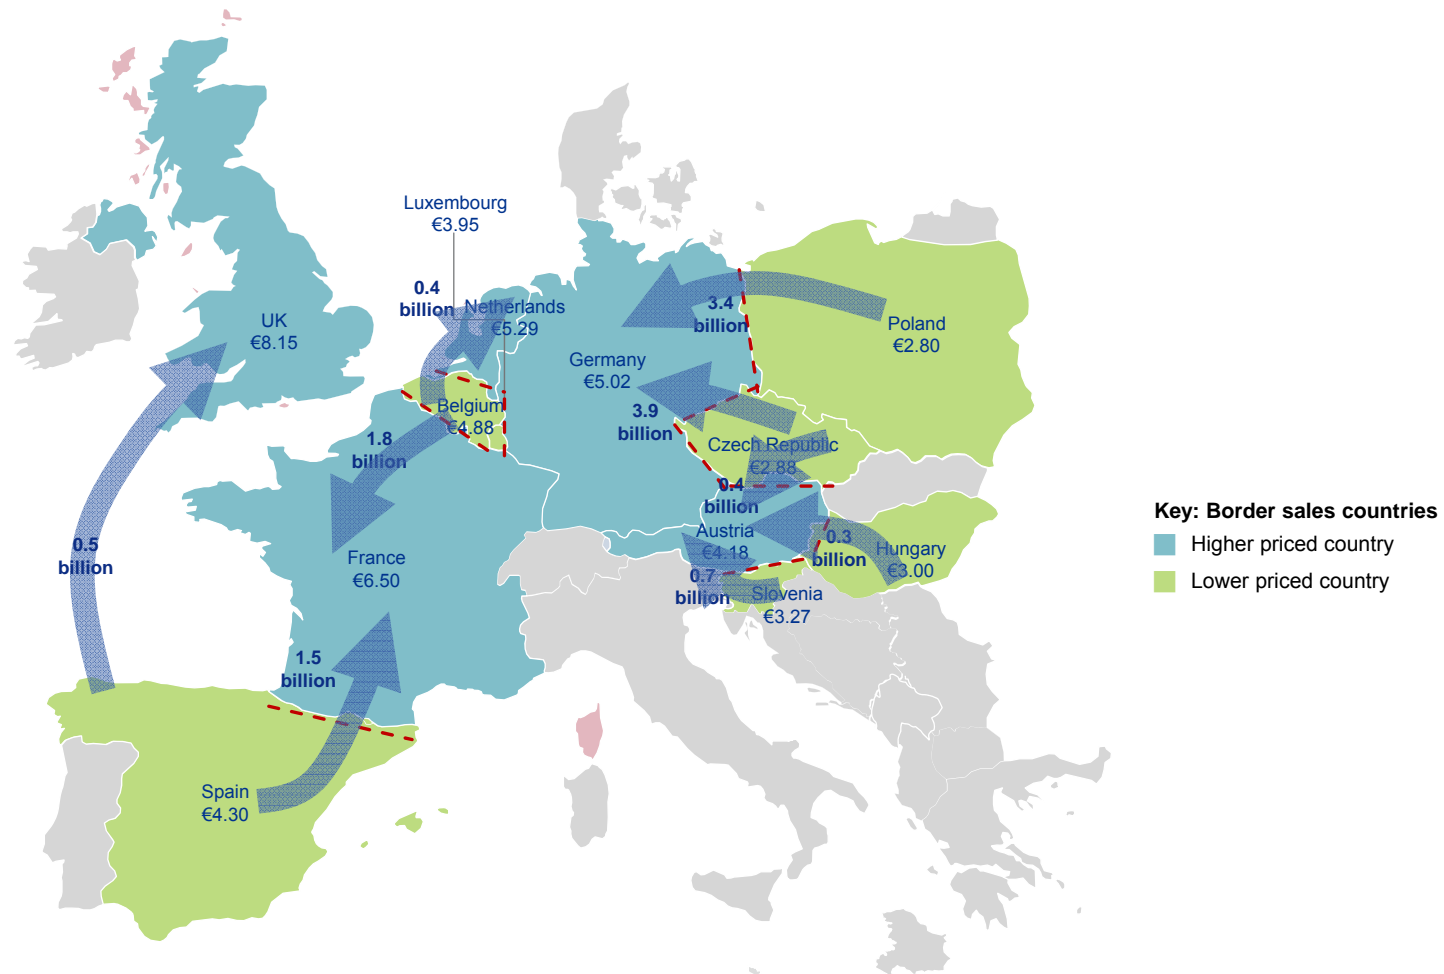 Luxembourg
€3.95
0.4
billion
Netherlands
€5.29
UK
€8.15
3.4
billion
Poland
€2.80
Germany
€5.02
Belgium
€4.88
3.9
billion
1.8
billion
Czech Republic
€2.88
0.4
billion
Austria
€4.18
0.3
billion
Hungary
€3.00
0.5
billion
France
€6.50
0.7
billion
Slovenia
€3.27
1.5
billion
Spain
€4.30
Key: Border sales countries
Higher priced country
Lower priced country